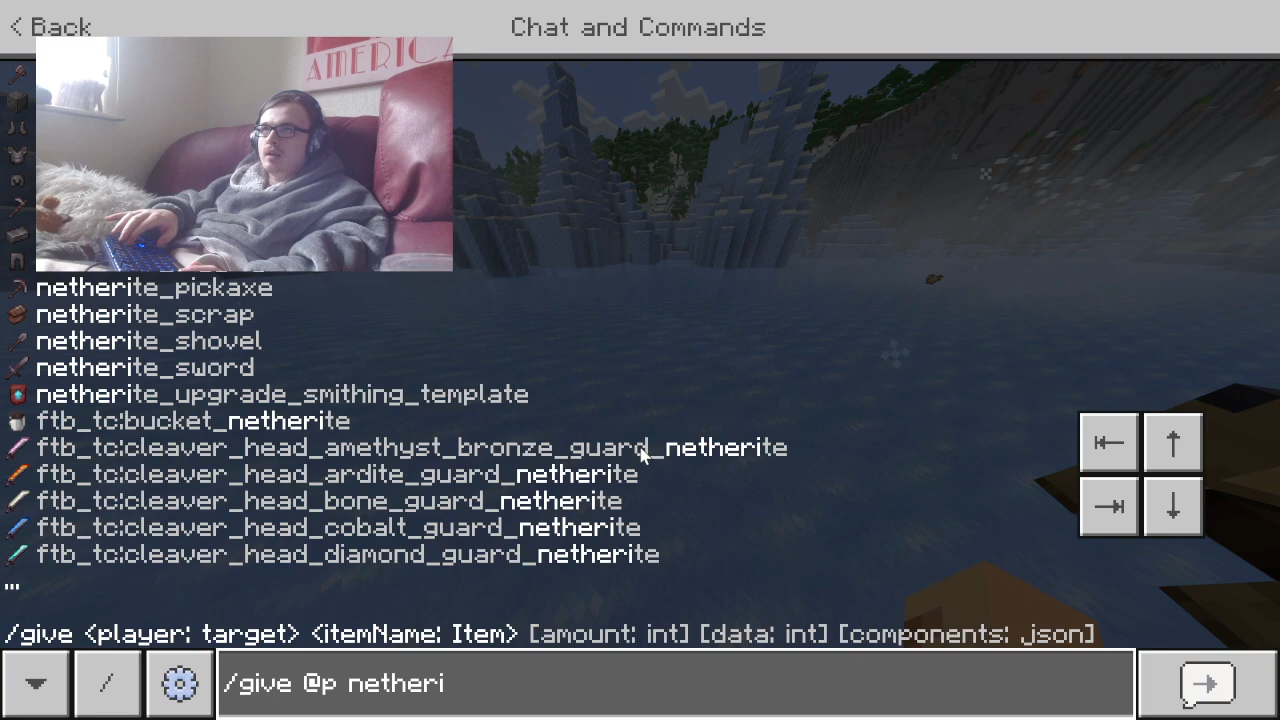 < Back
Chat and Commands
AMERICA
netherite_pickaxe
netherite_scrap
netherite_shovel
netherite_sword
netherite_upgrade_smithing_template
ftb_tc:bucket_netherite
ftb_tc:cleaver_head_amethyst_bronze_guard_netherite
ftb_tc:cleaver_head_ardite_guard_netherite
ftb_tc:cleaver_head_bone_guard_netherite
ftb_tc:cleaver_head_cobalt_guard_netherite
ftb_tc:cleaver_head_diamond_guard_netherite
...
/give <player: target> <itemName: Item> [amount: int] [data: int] [components: json]
/
/give @p netheri